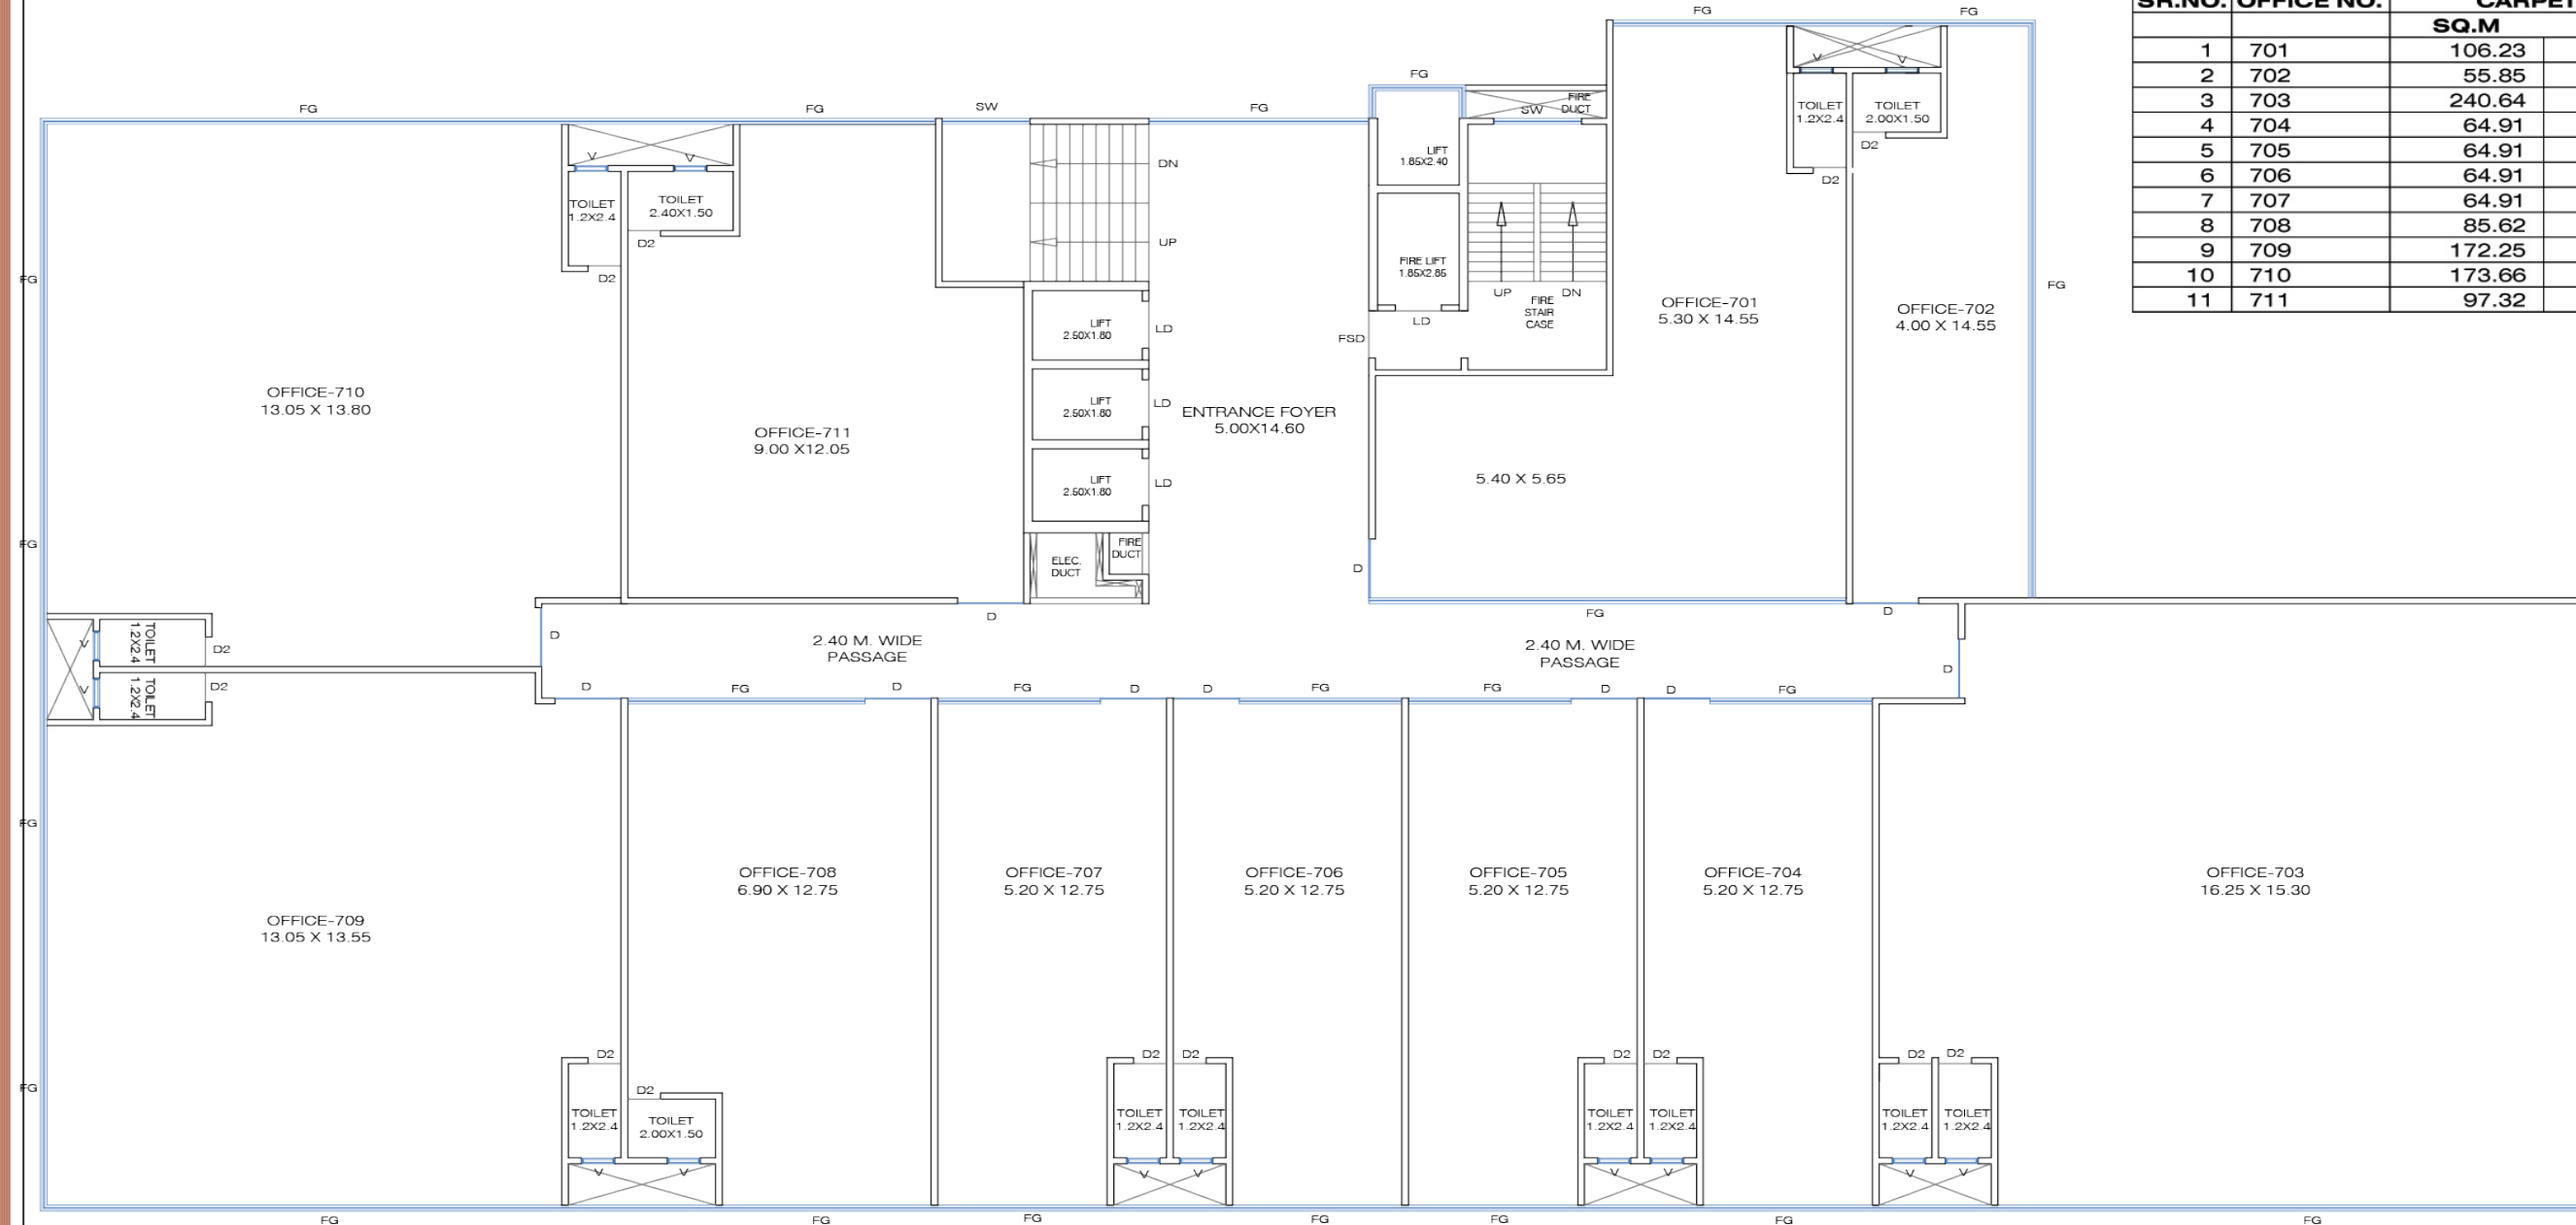 SR.NO. OFFICE NO. CARPET
SQ.M
1 701 106.23
2 702 55.85
3 703 240.64
4 704 64.91
5 705 64.91
6 706 64.91
7 707 64.91
8 708 85.62
9 709 172.25
10 710 173.66
11 711 97.32
FG FG
FG
FG FG SW FG
FIRE
DUCT
SW
V V
TOILET
1.2X2.4
TOILET
2.00X1.50
D2
D2
V V
TOILET
1.2X2.4
TOILET
2.40X1.50
D2
D2
DN
UP
LIFT
1.85X2.40
FIRE LIFT
1.85X2.85
LD
UP DN
FIRE
STAIR
CASE
FSD
FG
FG
OFFICE-701
5.30 X 14.55
OFFICE-702
4.00 X 14.55
LIFT
2.50X1.80
LD
LIFT
2.50X1.80
LD
LIFT
2.50X1.80
LD
OFFICE-710
13.05 X 13.80
OFFICE-711
9.00 X12.05
ENTRANCE FOYER
5.00X14.60
5.40 X 5.65
FG
ELEC.
DUCT
FIRE
DUCT
D
D
FG
D
D
D
2.40 M. WIDE
PASSAGE
2.40 M. WIDE
PASSAGE
V
TOILET
1.2X2.4
D2
V
TOILET
1.2X2.4
D2
D FG D FG D D FG FG D D FG
FG
OFFICE-709
13.05 X 13.55
OFFICE-708
6.90 X 12.75
OFFICE-707
5.20 X 12.75
OFFICE-706
5.20 X 12.75
OFFICE-705
5.20 X 12.75
OFFICE-704
5.20 X 12.75
OFFICE-703
16.25 X 15.30
FG
D2 D2 D2 D2 D2 D2 D2 D2
TOILET
1.2X2.4
TOILET
2.00X1.50
TOILET
1.2X2.4
TOILET
1.2X2.4
TOILET
1.2X2.4
TOILET
1.2X2.4
TOILET
1.2X2.4
TOILET
1.2X2.4
V V V V V V V V
FG FG FG FG FG FG FG